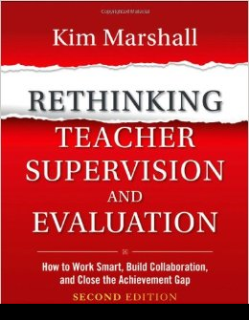 Kim Marshall
RETHINKING
TEACHER
SUPERVISION
AND
EVALUATION
How to Work Smart, Build Collaboration,
and Close the Achievement Gap
SECOND EDITION